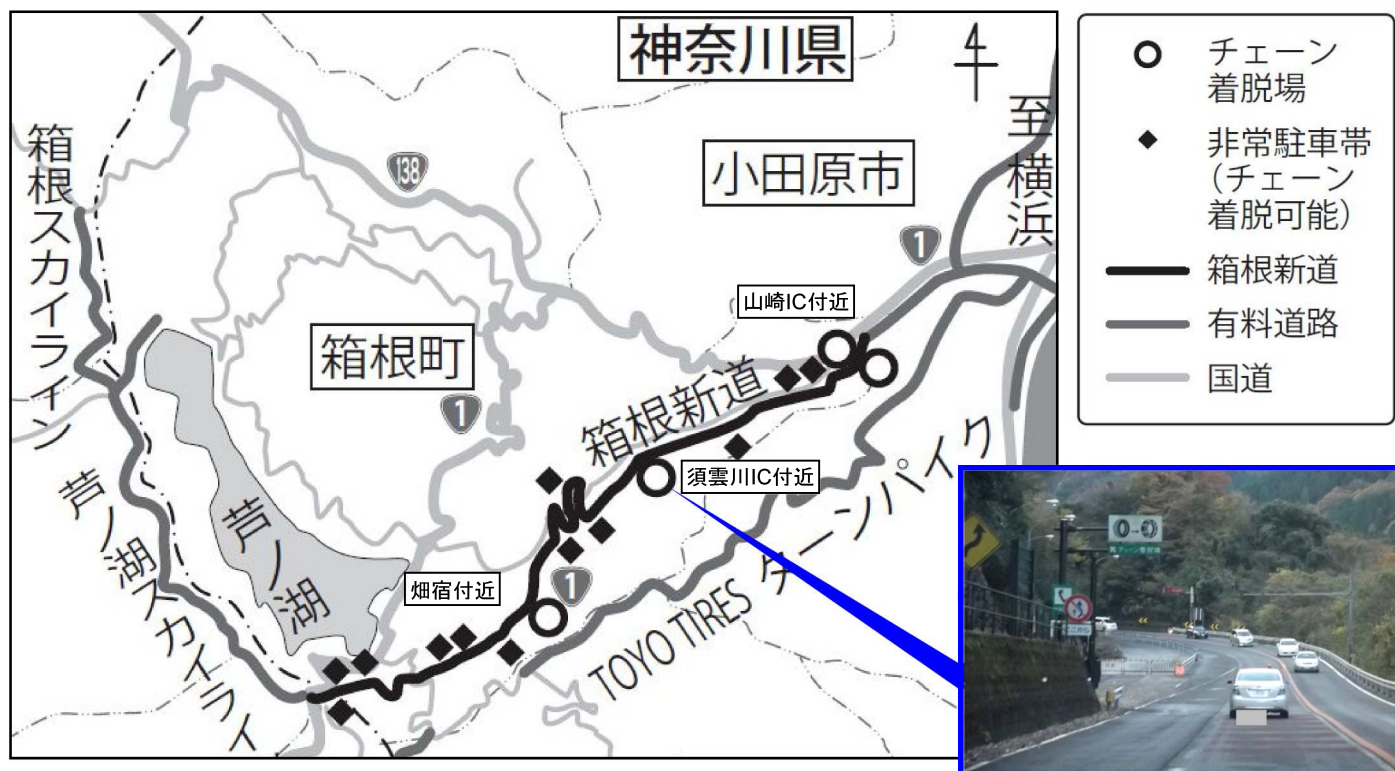 神奈川県
至横浜
小田原市
箱根スカイライン
138
1
山崎IC付近
箱根町
箱根新道
1
須雲川IC付近
ターンパイク
TOYO TIRES
芦ノ湖
芦ノ湖スカイライ
畑宿付近
1
チェーン
着脱場
非常駐車帯
(チェーン
着脱可能)
箱根新道
有料道路
国道